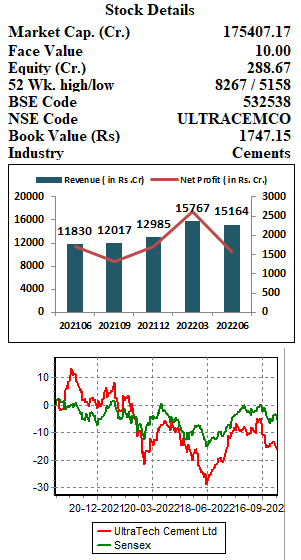 Stock Details
Market Cap. (Cr.) 175407.17
Face Value 10.00
Equity (Cr.) 288.67
52 Wk. high/low 8267 / 5158
BSE Code 532538
NSE Code ULTRACEMCO
Book Value (Rs) 1747.15
Industry Cements
Revenue ( in Rs .Cr) Net Profit ( in Rs. Cr.)
20000 3000
16000 2500
2000
12000
1500
8000
1000
4000
500
0 0
11830 12017 12985 15767 15164
202106 202109 202112 202203 202206
10
0
-10
-20
-30
20-12-2021 20-03-2022 18-06-2022 16-09-202
UltraTech Cement Ltd
Sensex